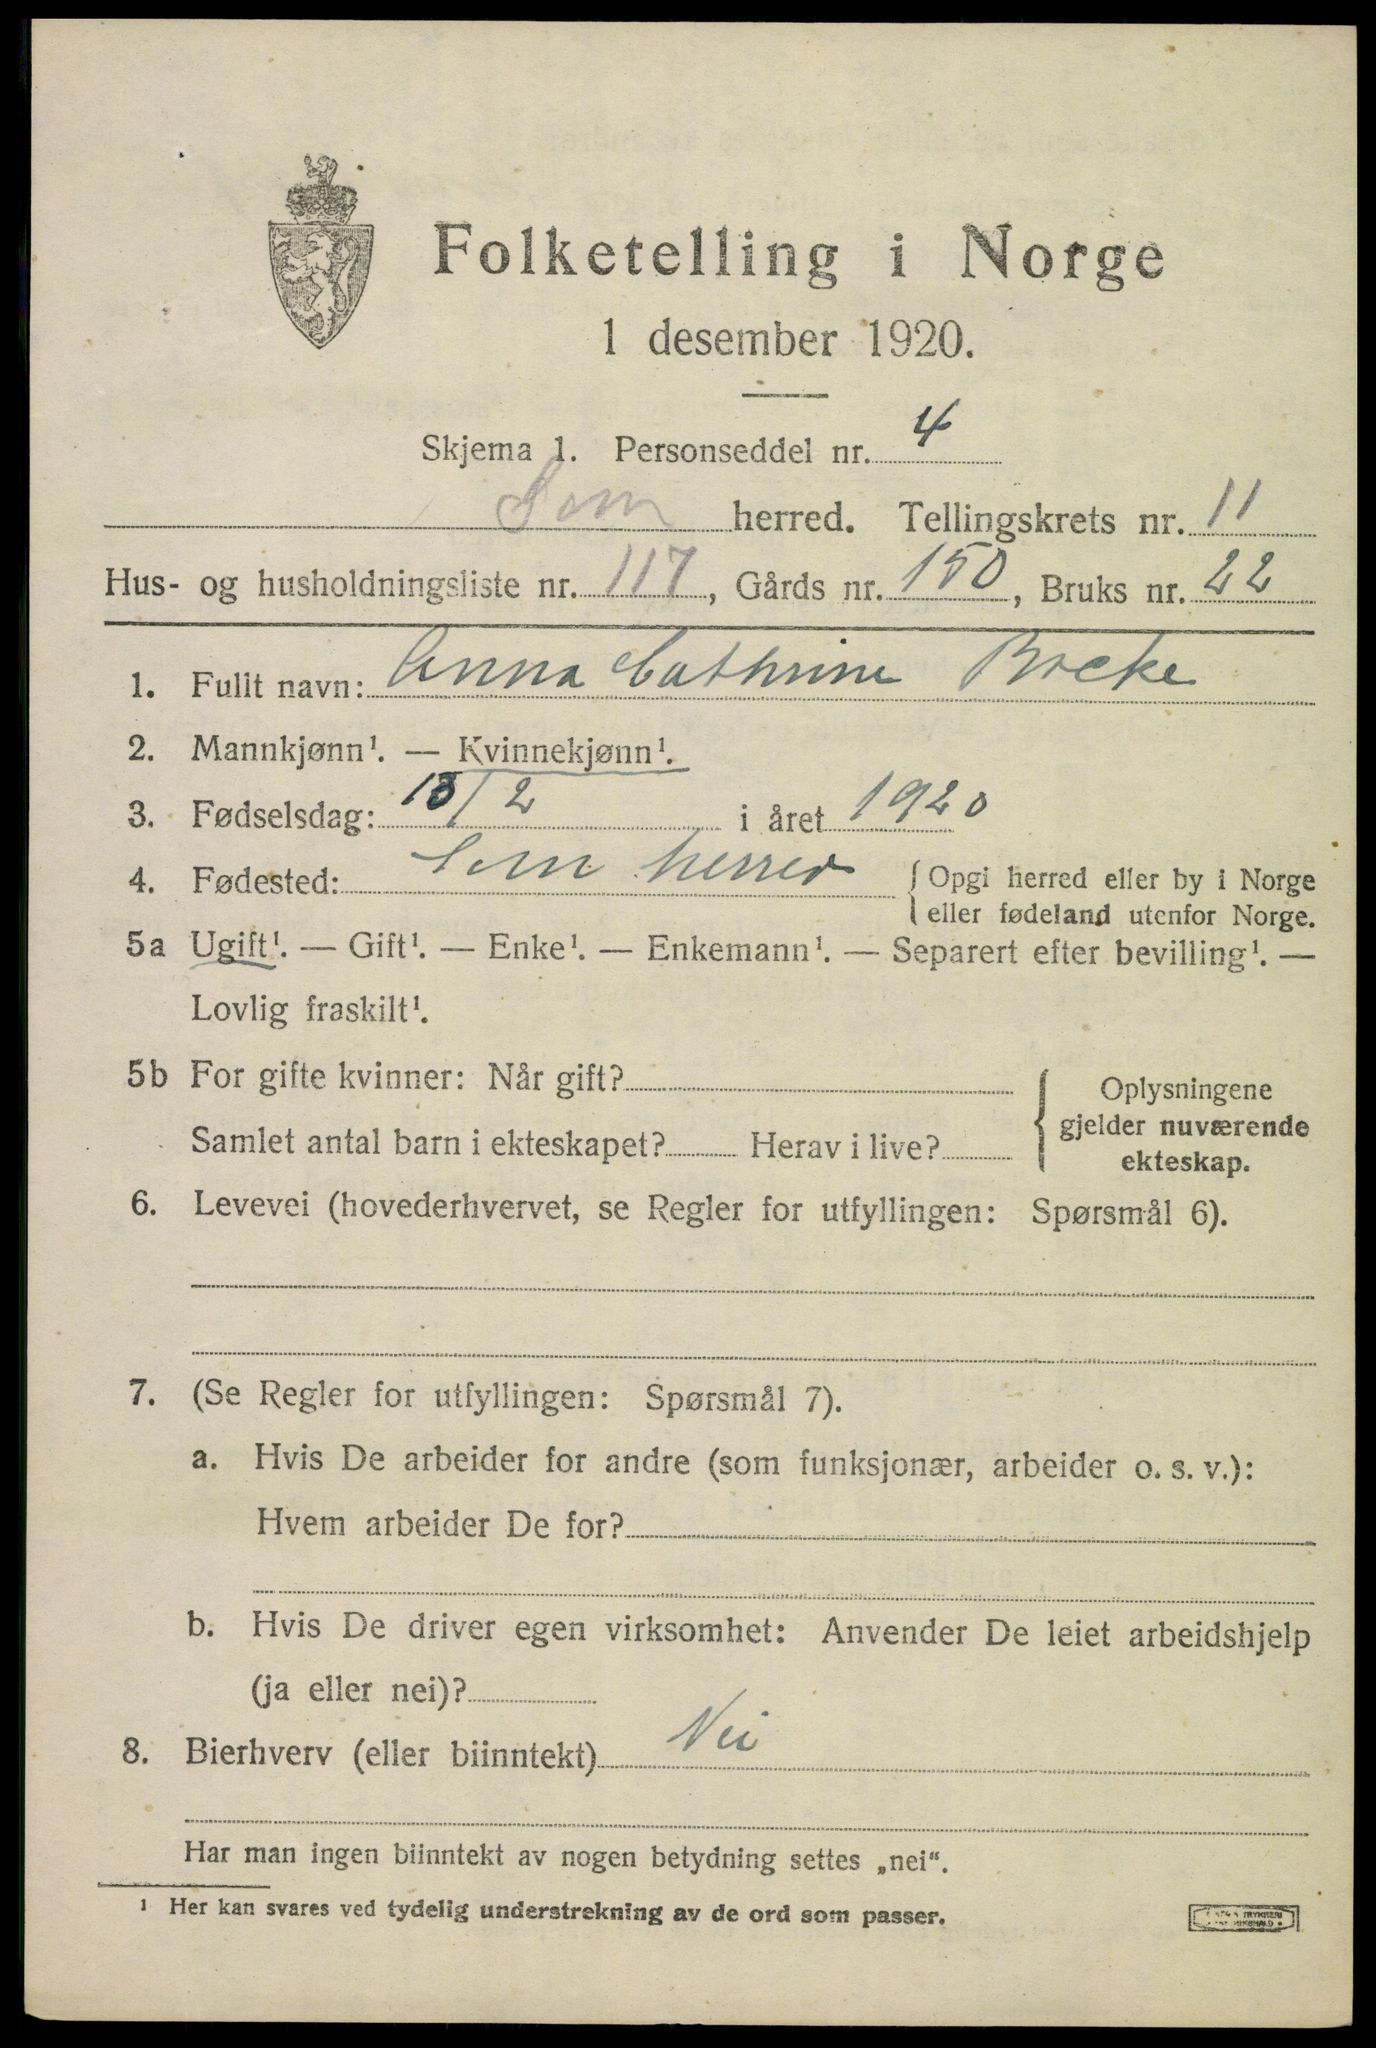 Folketelling i Norge
1 desember 1920.
Skjema 1. Personseddel nr. 4
Sem herred. Tellingskrets nr. 11
Hus- og husholdningsliste nr. 117, Gårds nr. 150, Bruks nr. 22
1. Fullt navn: Anna Cathrine
2. Mannkjønn¹. — Kvinnekjønn¹.
3. Fødselsdag: 13/2 i året 1920
4. Fødested: Sem herred { Opgi herred eller by i Norge
eller fødeland utenfor Norge.
5a Ugift¹. — Gift¹. — Enke¹. — Enkemann¹. — Separert efter bevilling¹. —
Lovlig fraskilt¹.
5b For gifte kvinner: Når gift? { Oplysningene
gjelder nuværende
Samlet antal barn i ekteskapet? Herav i live?
ekteskap.
6. Levevei (hovederhvervet, se Regler for utfyllingen: Spørsmål 6).
7. (Se Regler for utfyllingen: Spørsmål 7).
a. Hvis De arbeider for andre (som funksjonær, arbeider o. s. v.):
Hvem arbeider De for?
b. Hvis De driver egen virksomhet: Anvender De leiet arbeidshjelp
(ja eller nei)?
8. Bierhverv (eller biinntekt) Nei
Har man ingen biinntekt av nogen betydning settes „nei“.
¹ Her kan svares ved tydelig understrekning av de ord som passer.